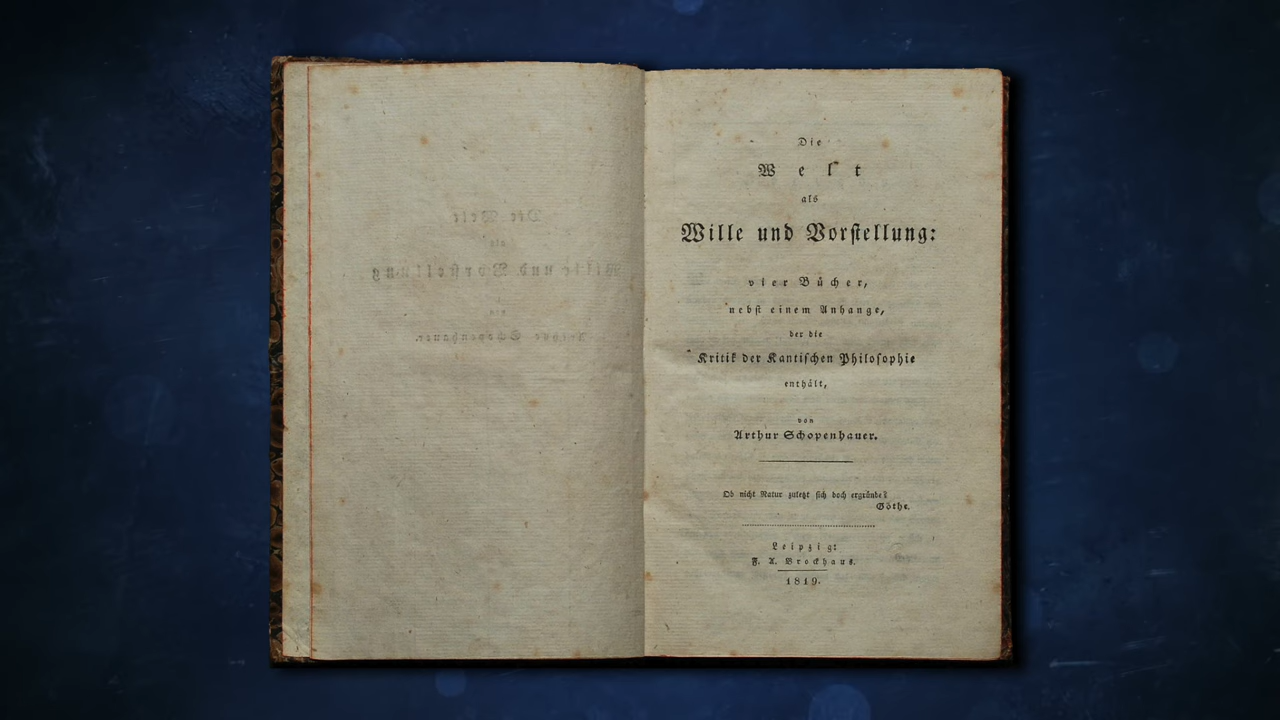 Die
Welt
als
Wille und Vorstellung:
vier Bücher,
nebst einem Anhange,
der die
Kritik der Kantischen Philosophie
enthält,
von
Arthur Schopenhauer.
Ob nicht Natur zuletzt sich doch ergründe?
Göthe.
Leipzig:
F. A. Brockhaus.
1819.